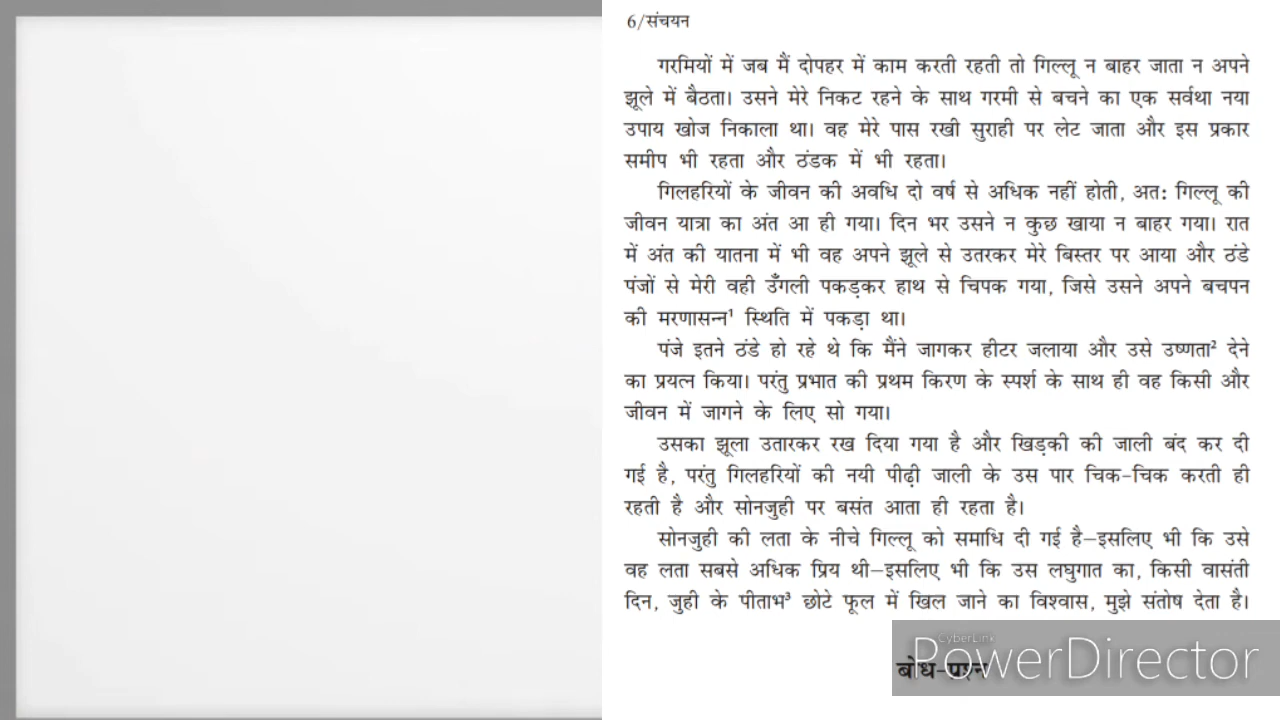 6/संचयन
गरमियों में जब मैं दोपहर में काम करती रहती तो गिल्लू न बाहर जाता न अपने
झूले में बैठता। उसने मेरे निकट रहने के साथ गरमी से बचने का एक सर्वथा नया
उपाय खोज निकाला था। वह मेरे पास रखी सुराही पर लेट जाता और इस प्रकार
समीप भी रहता और ठंडक में भी रहता।
गिलहरियों के जीवन की अवधि दो वर्ष से अधिक नहीं होती, अतः गिल्लू की
जीवन यात्रा का अंत आ ही गया। दिन भर उसने न कुछ खाया न बाहर गया। रात
में अंत की यातना में भी वह अपने झूले से उतरकर मेरे बिस्तर पर आया और ठंडे
पंजों से मेरी वही उँगली पकड़कर हाथ से चिपक गया, जिसे उसने अपने बचपन
की मरणासन्न¹ स्थिति में पकड़ा था।
पंजे इतने ठंडे हो रहे थे कि मैंने जागकर हीटर जलाया और उसे उष्णता² देने
का प्रयत्न किया। परंतु प्रभात की प्रथम किरण के स्पर्श के साथ ही वह किसी और
जीवन में जागने के लिए सो गया।
उसका झूला उतारकर रख दिया गया है और खिड़की की जाली बंद कर दी
गई है, परंतु गिलहरियों की नयी पीढ़ी जाली के उस पार चिक-चिक करती ही
रहती है और सोनजुही पर बसंत आता ही रहता है।
सोनजुही की लता के नीचे गिल्लू को समाधि दी गई है–इसलिए भी कि उसे
वह लता सबसे अधिक प्रिय थी–इसलिए भी कि उस लघुगात का, किसी वासंती
दिन, जुही के पीताभ³ छोटे फूल में खिल जाने का विश्वास, मुझे संतोष देता है।
CyberLink
PowerDirector
बोध-प्रश्न